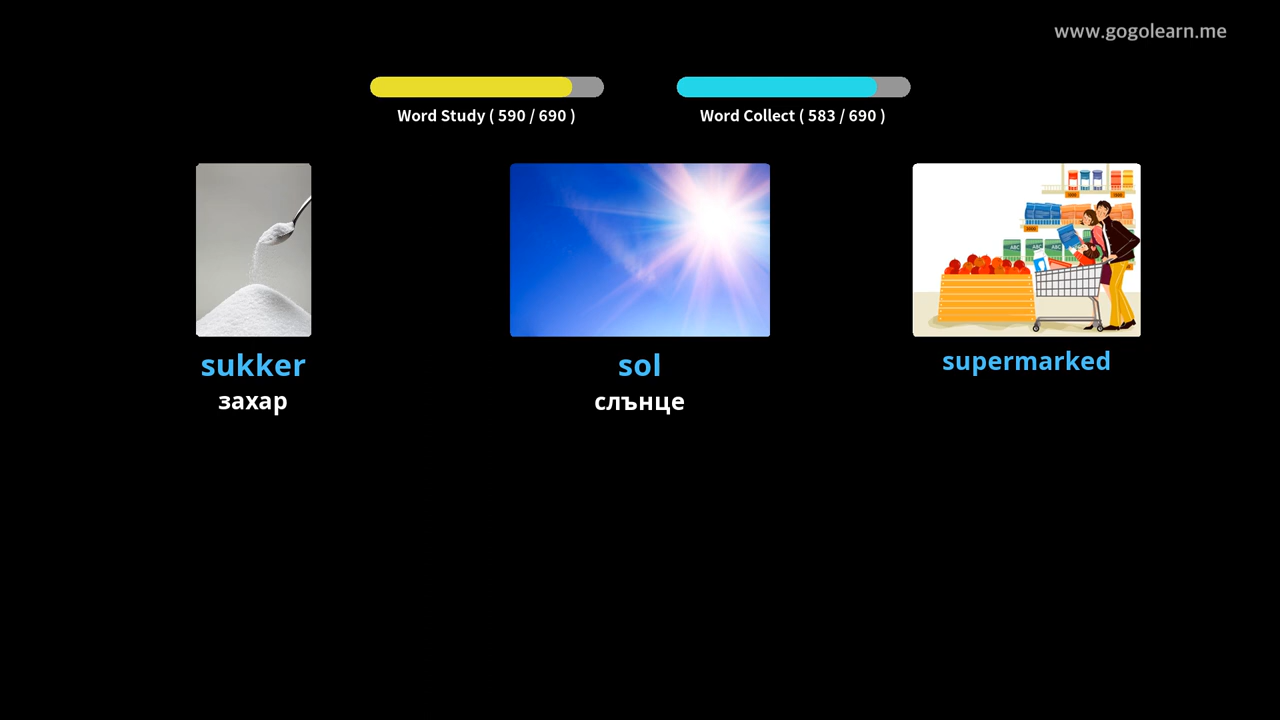 www.gogolearn.me
Word Study ( 590 / 690 )
Word Collect ( 583 / 690 )
sukker
захар
sol
слънце
supermarked